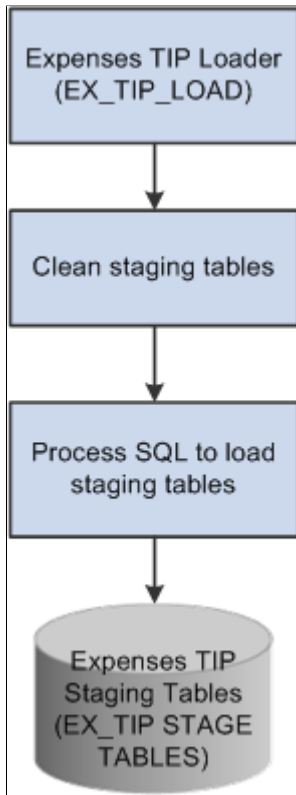 Expenses TIP Loader
(EX_TIP_LOAD)
Clean staging tables
Process SQL to load
staging tables
Expenses TIP
Staging Tables
(EX_TIP STAGE
TABLES)